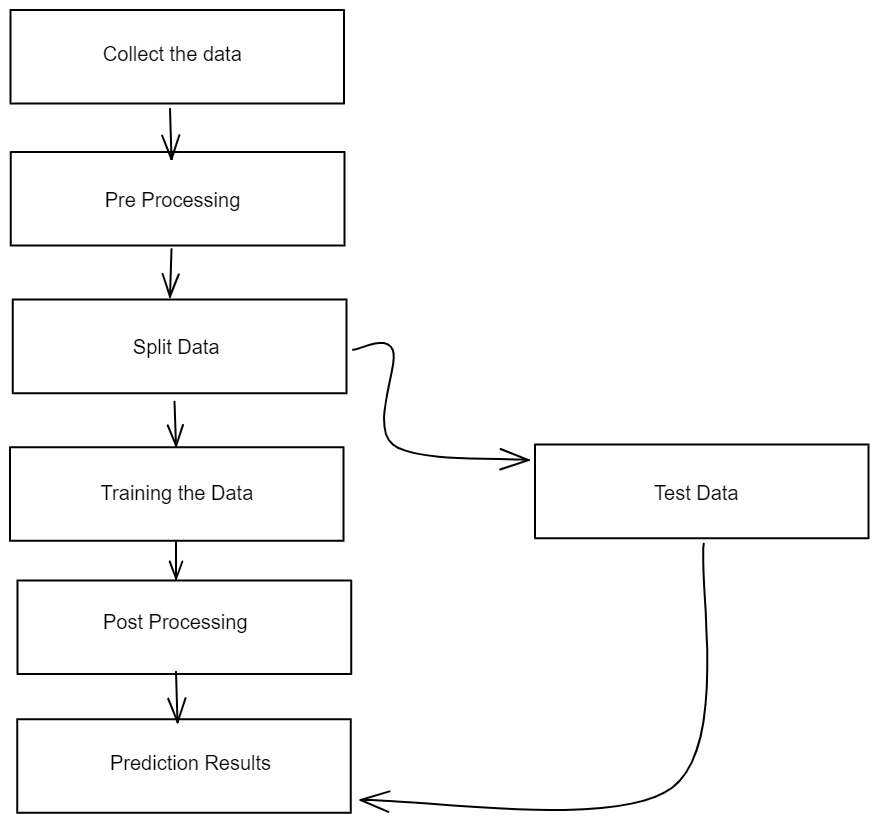 Collect the data
Pre Processing
Split Data
Training the Data
Test Data
Post Processing
Prediction Results